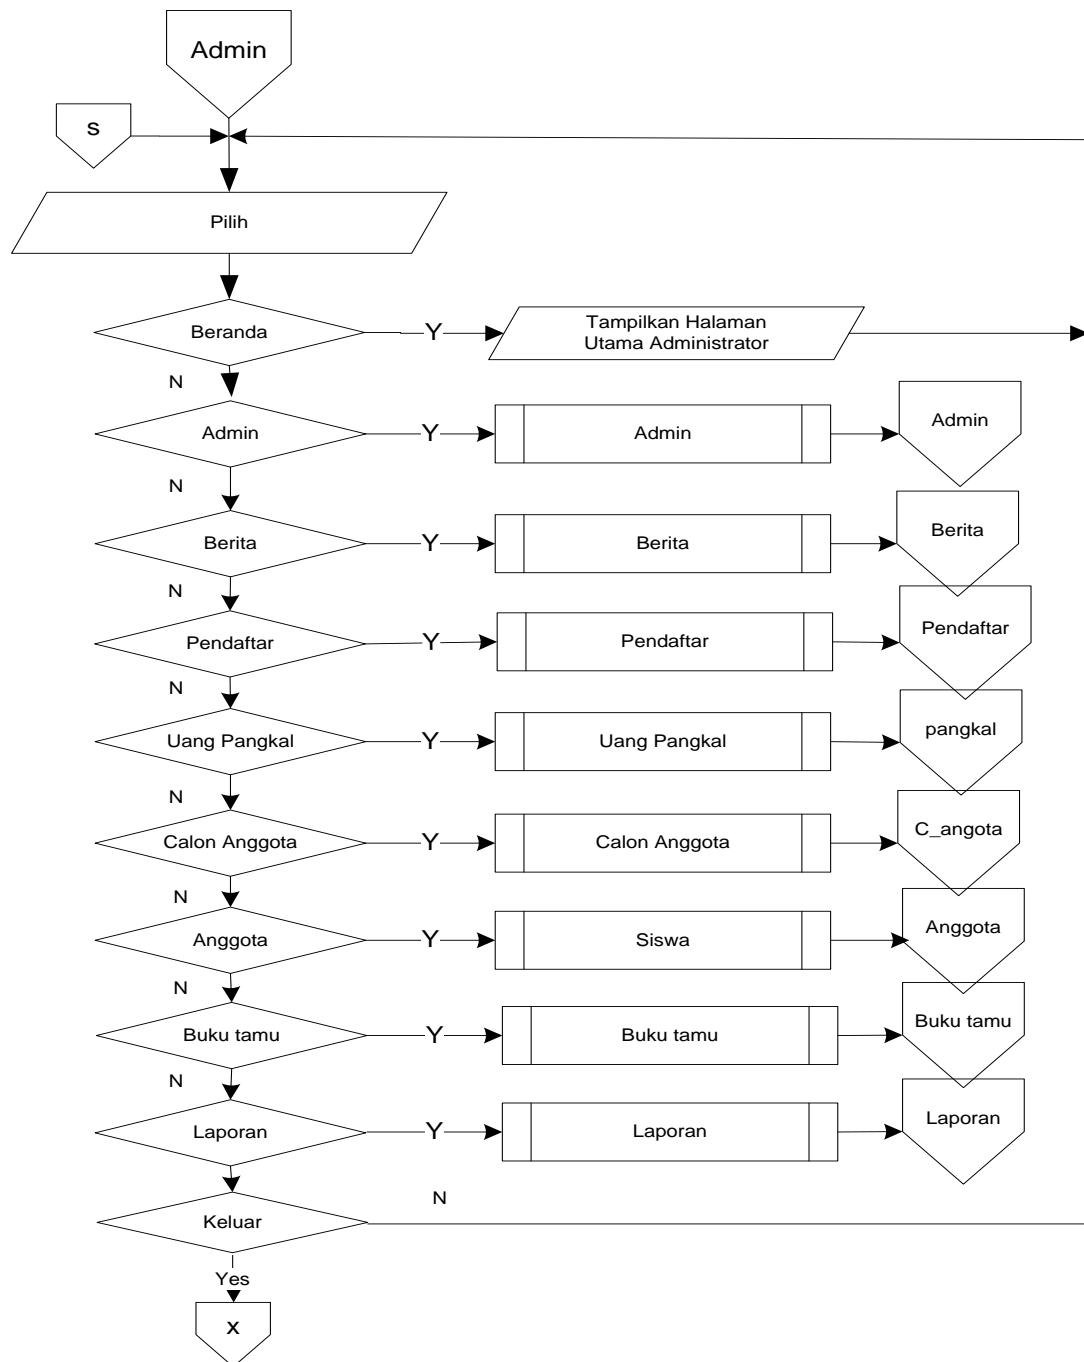 Admin
s
Pilih
Beranda
Y
Tampilkan Halaman
Utama Administrator
N
Admin
Y
Admin
Admin
N
Berita
Y
Berita
Berita
N
Pendaftar
Y
Pendaftar
Pendaftar
N
Uang Pangkal
Y
Uang Pangkal
pangkal
N
Calon Anggota
Y
Calon Anggota
C_angota
N
Anggota
Y
Siswa
Anggota
N
Buku tamu
Y
Buku tamu
Buku tamu
N
Laporan
Y
Laporan
Laporan
Keluar
N
Yes
x